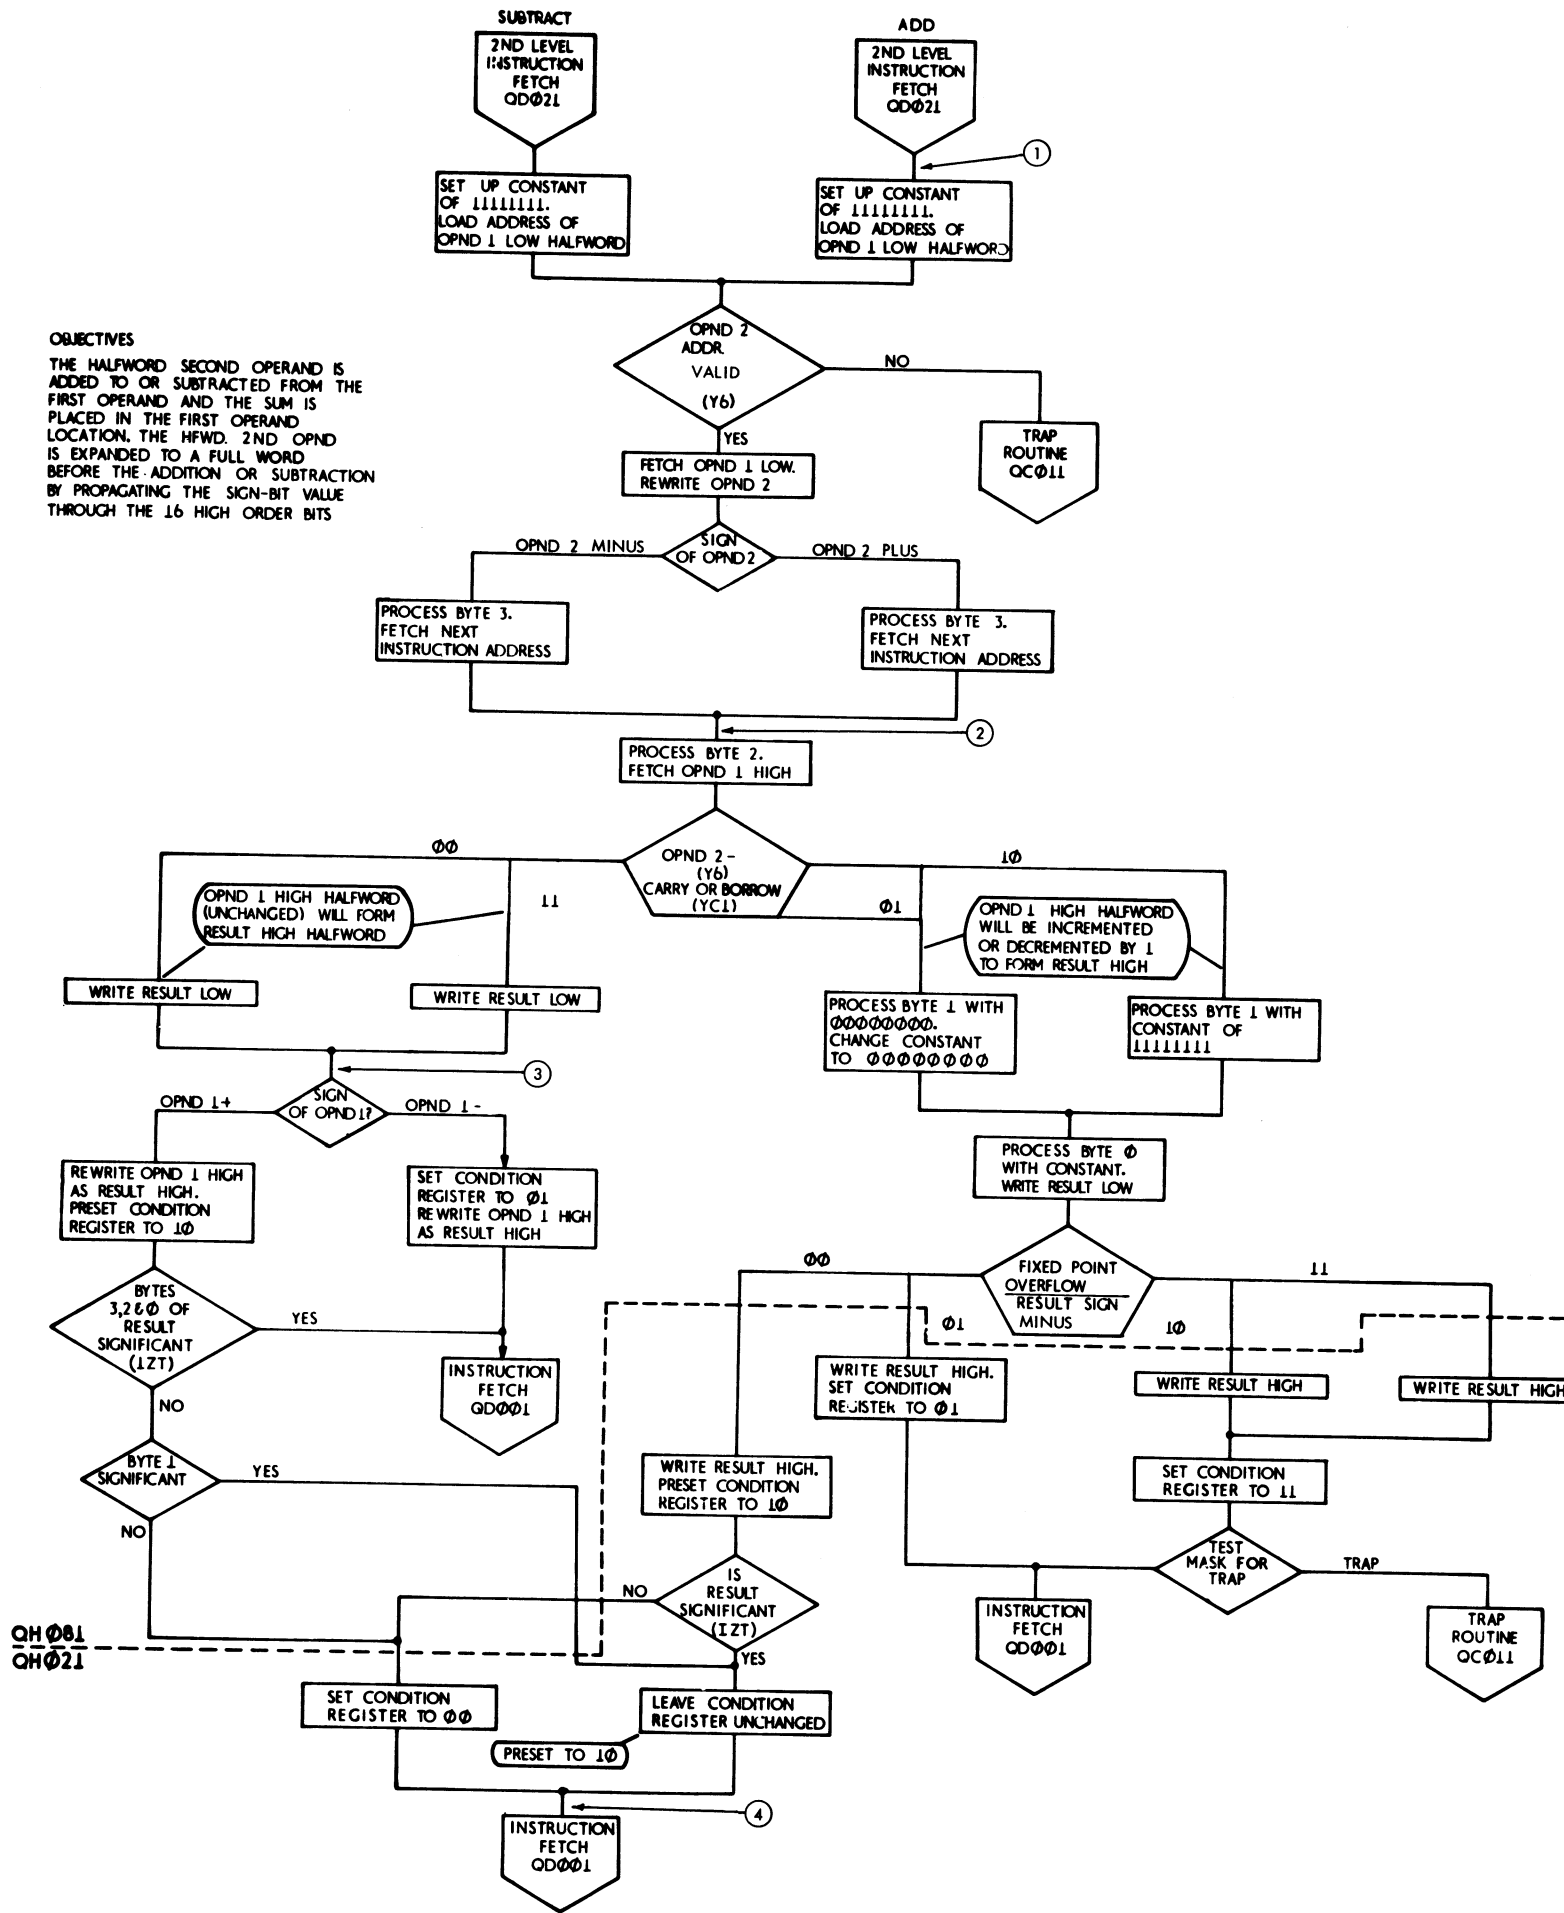 SUBTRACT
2ND LEVEL
INSTRUCTION
FETCH
QDØ21
ADD
2ND LEVEL
INSTRUCTION
FETCH
QDØ21
1
SET UP CONSTANT
OF 11111111.
LOAD ADDRESS OF
OPND 1 LOW HALFWORD
SET UP CONSTANT
OF 11111111.
LOAD ADDRESS OF
OPND 1 LOW HALFWORD
OBJECTIVES
THE HALFWORD SECOND OPERAND IS
ADDED TO OR SUBTRACTED FROM THE
FIRST OPERAND AND THE SUM IS
PLACED IN THE FIRST OPERAND
LOCATION. THE HFWD. 2ND OPND
IS EXPANDED TO A FULL WORD
BEFORE THE ADDITION OR SUBTRACTION
BY PROPAGATING THE SIGN-BIT VALUE
THROUGH THE 16 HIGH ORDER BITS
OPND 2
ADDR.
VALID
(Y6)
NO
YES
TRAP
ROUTINE
QCØ11
FETCH OPND 1 LOW.
REWRITE OPND 2
SIGN
OF OPND2
OPND 2 MINUS
OPND 2 PLUS
PROCESS BYTE 3.
FETCH NEXT
INSTRUCTION ADDRESS
PROCESS BYTE 3.
FETCH NEXT
INSTRUCTION ADDRESS
2
PROCESS BYTE 2.
FETCH OPND 1 HIGH
OPND 2 -
(Y6)
CARRY OR BORROW
(YC1)
ØØ
11
Ø1
1Ø
OPND 1 HIGH HALFWORD
(UNCHANGED) WILL FORM
RESULT HIGH HALFWORD
OPND 1 HIGH HALFWORD
WILL BE INCREMENTED
OR DECREMENTED BY 1
TO FORM RESULT HIGH
WRITE RESULT LOW
WRITE RESULT LOW
PROCESS BYTE 1 WITH
ØØØØØØØØ.
CHANGE CONSTANT
TO ØØØØØØØØ
PROCESS BYTE 1 WITH
CONSTANT OF
11111111
3
SIGN
OF OPND 1?
OPND 1+
OPND 1 -
REWRITE OPND 1 HIGH
AS RESULT HIGH.
PRESET CONDITION
REGISTER TO 1Ø
SET CONDITION
REGISTER TO Ø1
REWRITE OPND 1 HIGH
AS RESULT HIGH
PROCESS BYTE Ø
WITH CONSTANT.
WRITE RESULT LOW
FIXED POINT
OVERFLOW
RESULT SIGN
MINUS
ØØ
Ø1
1Ø
11
BYTES
3,2 & Ø OF
RESULT
SIGNIFICANT
(1ZT)
YES
NO
INSTRUCTION
FETCH
QDØØ1
WRITE RESULT HIGH.
SET CONDITION
REGISTER TO Ø1
WRITE RESULT HIGH
WRITE RESULT HIGH
BYTE 1
SIGNIFICANT
YES
NO
WRITE RESULT HIGH.
PRESET CONDITION
REGISTER TO 1Ø
SET CONDITION
REGISTER TO 11
TEST
MASK FOR
TRAP
TRAP
IS
RESULT
SIGNIFICANT
(IZT)
NO
YES
INSTRUCTION
FETCH
QDØØ1
TRAP
ROUTINE
QCØ11
QHØ81
QHØ21
SET CONDITION
REGISTER TO ØØ
LEAVE CONDITION
REGISTER UNCHANGED
PRESET TO 1Ø
4
INSTRUCTION
FETCH
QDØØ1